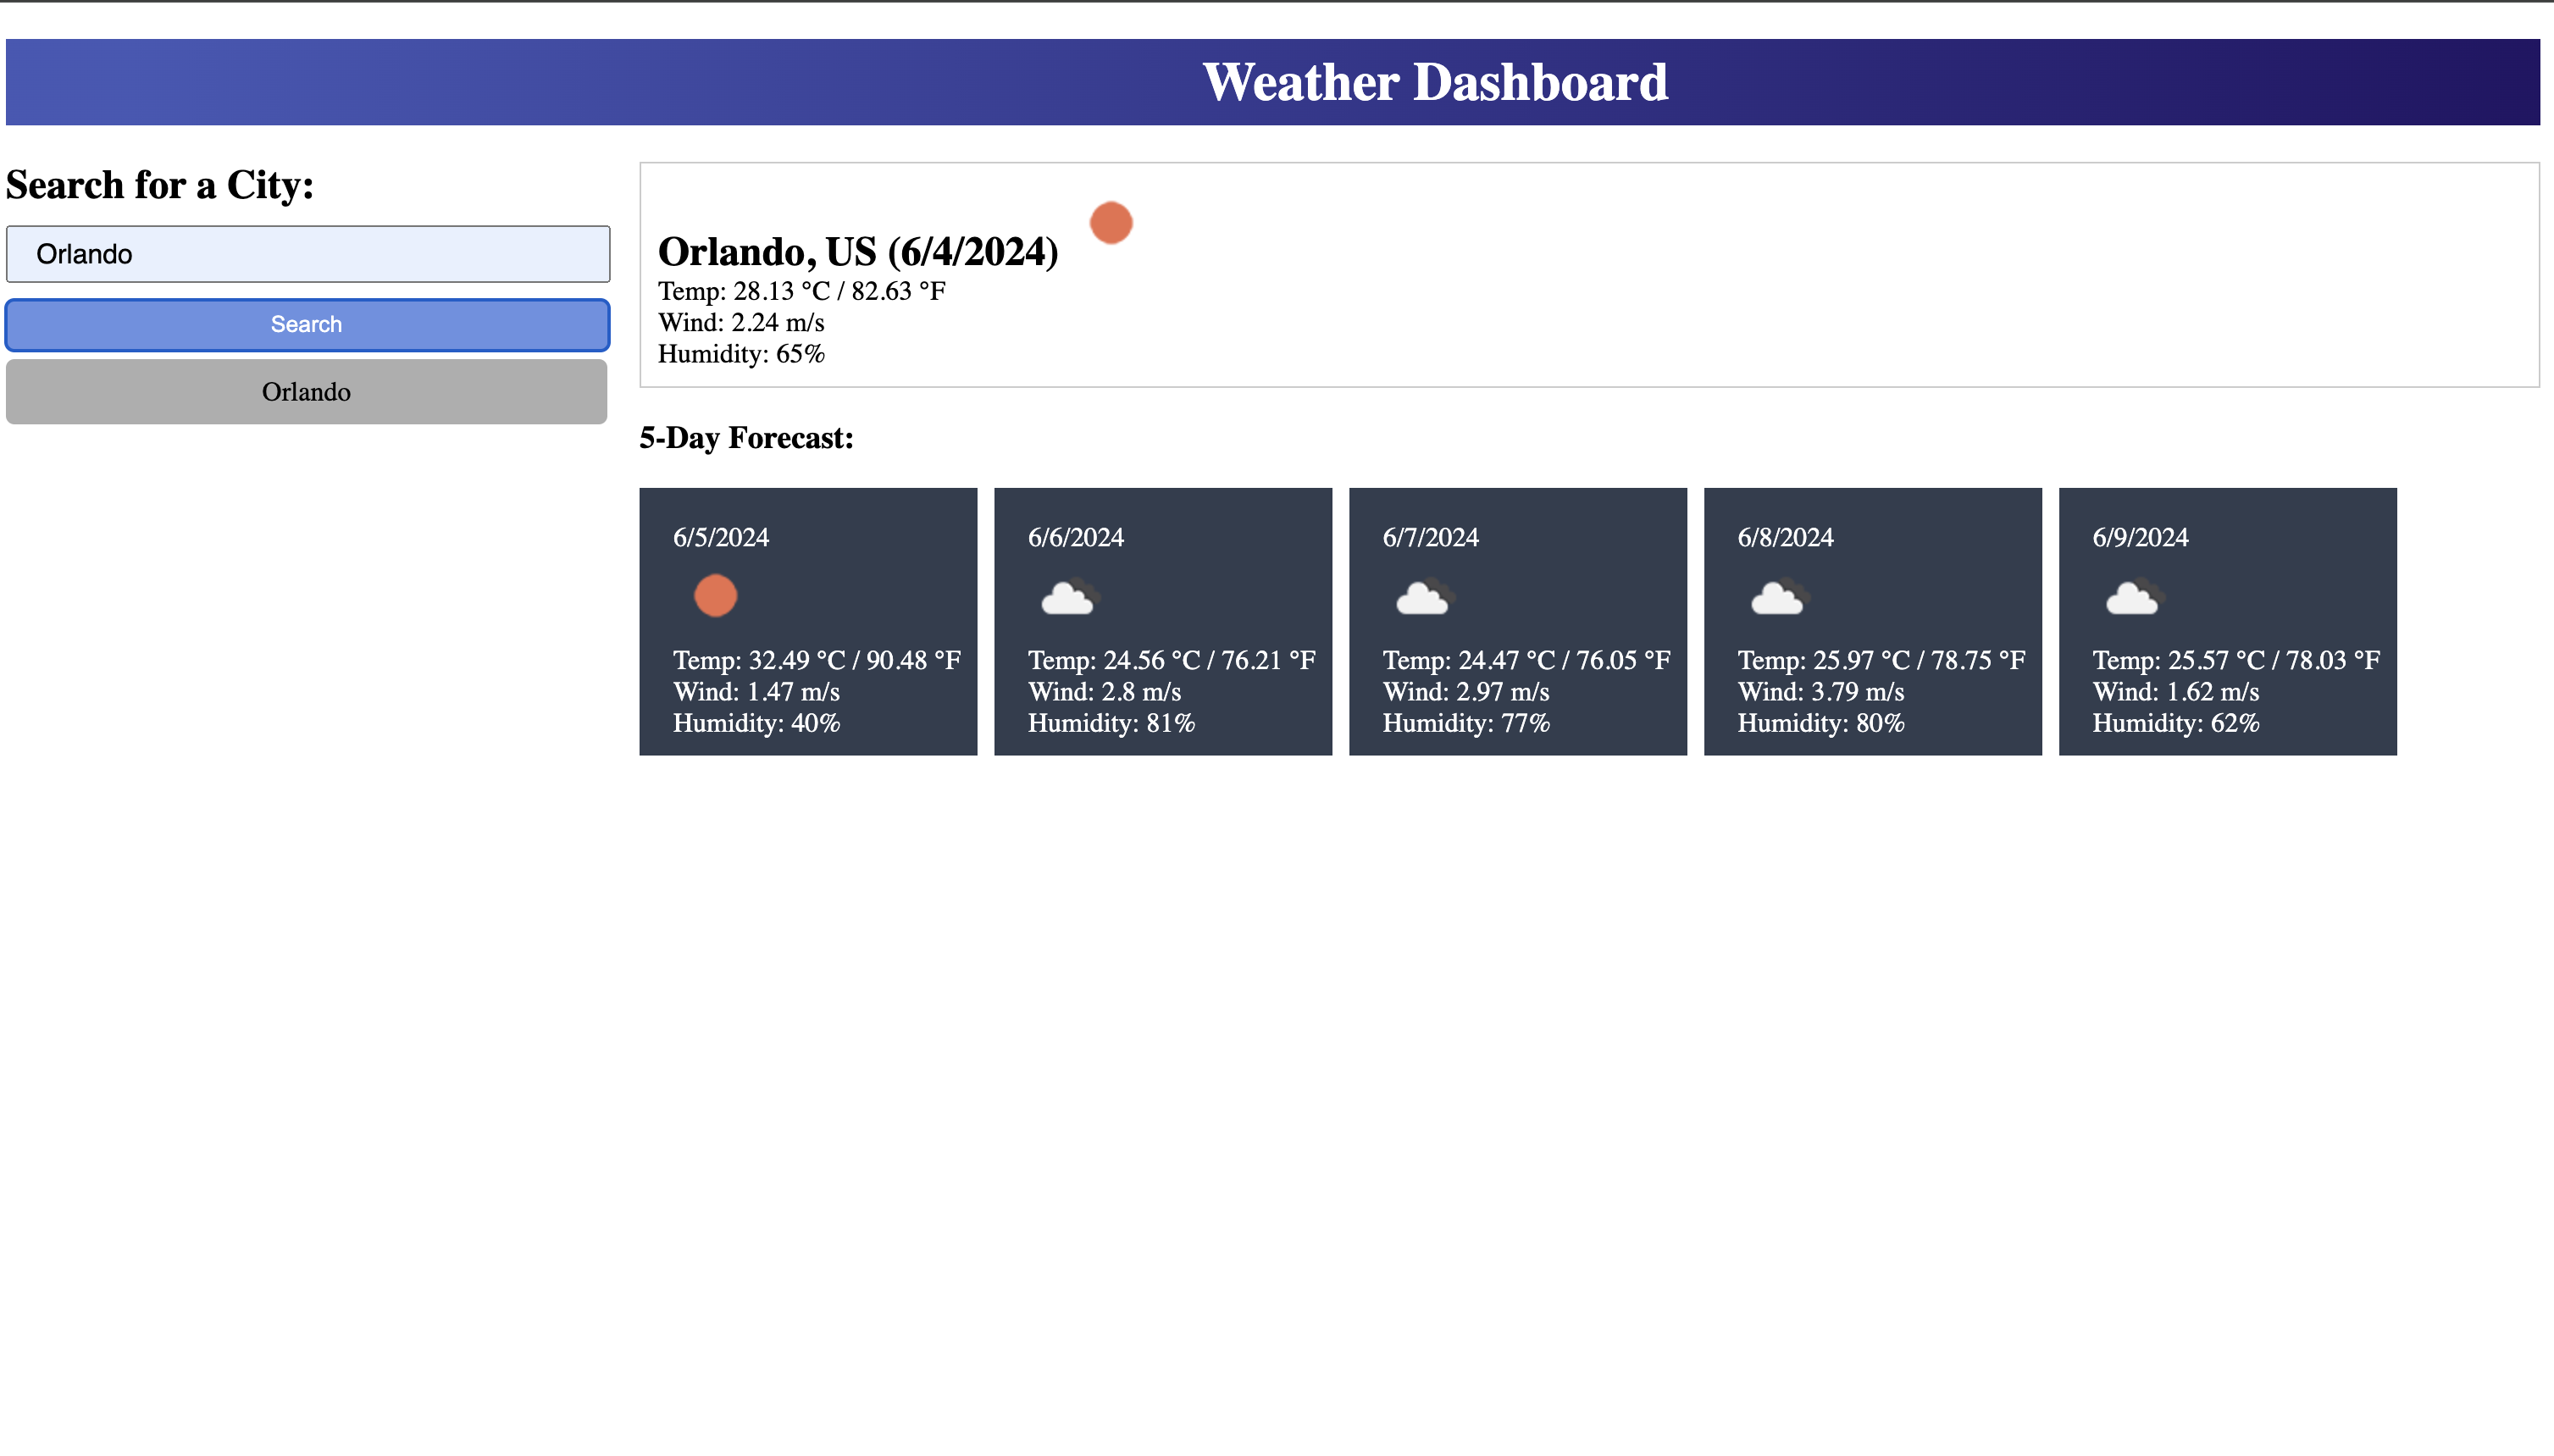 Weather Dashboard
Search for a City:
Orlando
Search
Orlando
Orlando, US (6/4/2024)
Temp: 28.13 °C / 82.63 °F
Wind: 2.24 m/s
Humidity: 65%
5-Day Forecast:
6/5/2024
Temp: 32.49 °C / 90.48 °F
Wind: 1.47 m/s
Humidity: 40%
6/6/2024
Temp: 24.56 °C / 76.21 °F
Wind: 2.8 m/s
Humidity: 81%
6/7/2024
Temp: 24.47 °C / 76.05 °F
Wind: 2.97 m/s
Humidity: 77%
6/8/2024
Temp: 25.97 °C / 78.75 °F
Wind: 3.79 m/s
Humidity: 80%
6/9/2024
Temp: 25.57 °C / 78.03 °F
Wind: 1.62 m/s
Humidity: 62%